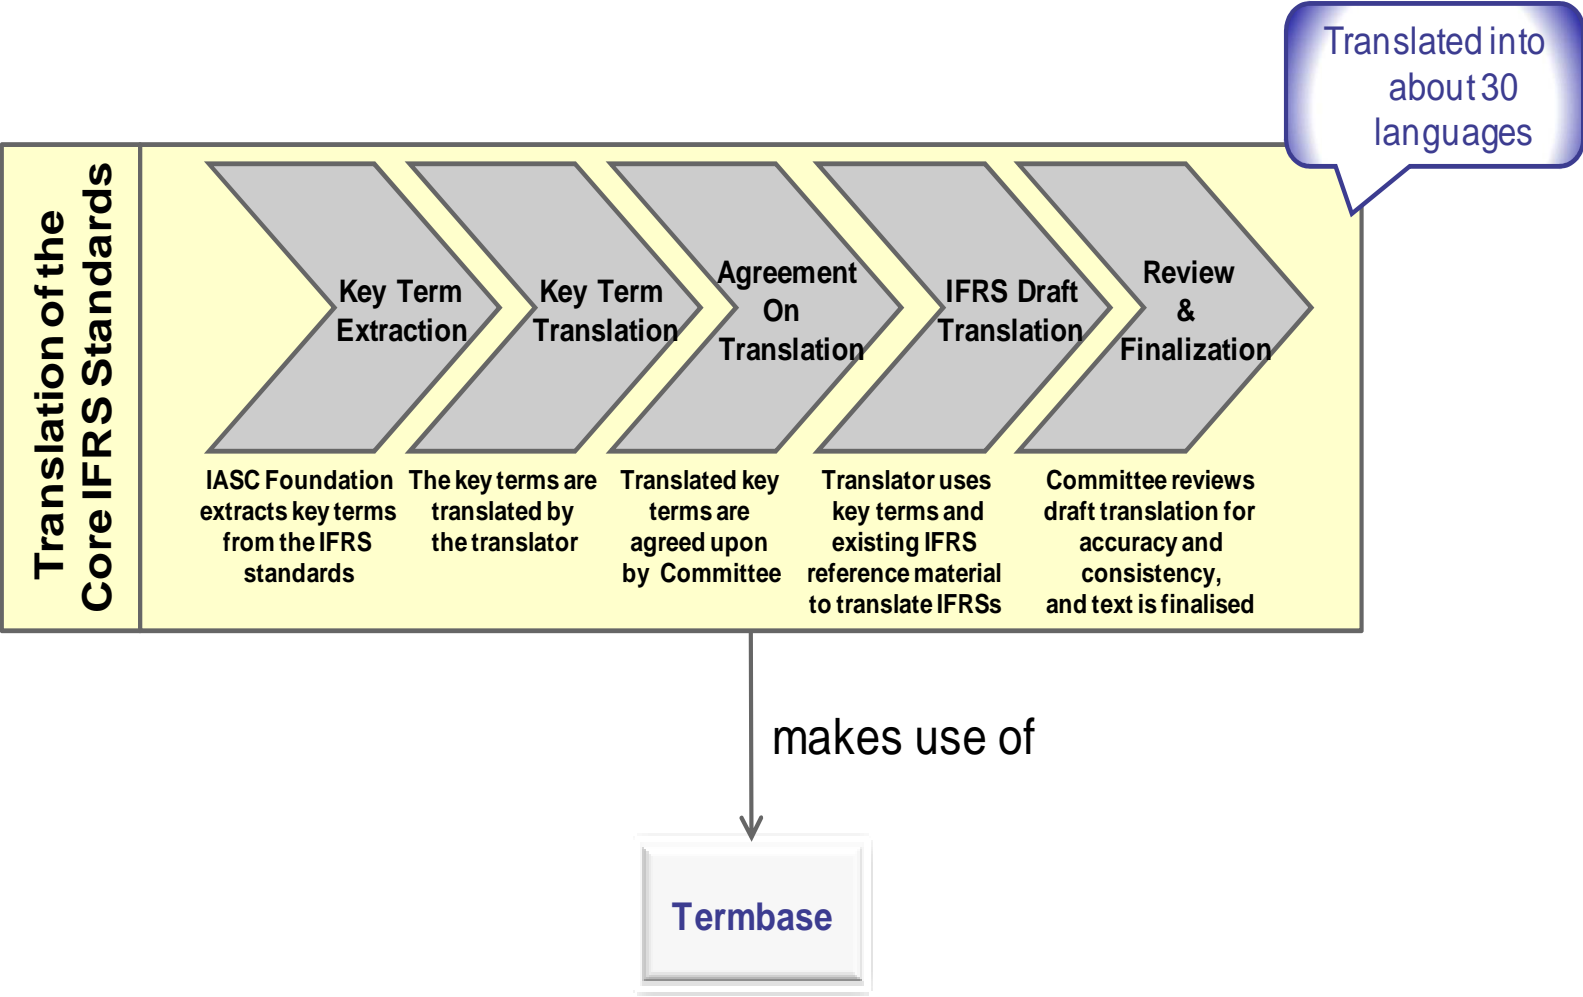 Translated into
about 30
languages
Translation of the
Core IFRS Standards
Key Term
Extraction
Key Term
Translation
Agreement
On
Translation
IFRS Draft
Translation
Review
&
Finalization
IASC Foundation
extracts key terms
from the IFRS
standards
The key terms are
translated by
the translator
Translated key
terms are
agreed upon
by Committee
Translator uses
key terms and
existing IFRS
reference material
to translate IFRSs
Committee reviews
draft translation for
accuracy and
consistency,
and text is finalised
makes use of
Termbase